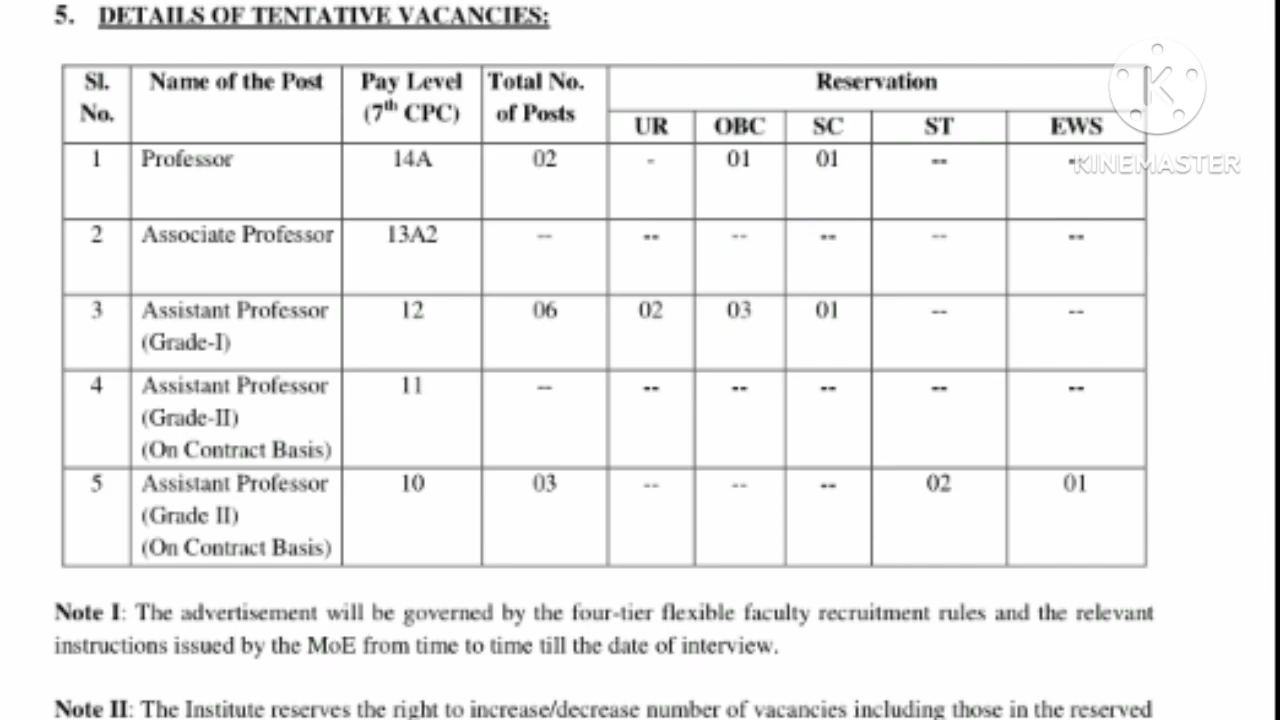 5. DETAILS OF TENTATIVE VACANCIES:
Sl. No. Name of the Post Pay Level (7th CPC) Total No. of Posts Reservation
UR OBC SC ST EWS
1 Professor 14A 02 - 01 01 -- --
2 Associate Professor 13A2 -- -- -- -- -- --
3 Assistant Professor (Grade-I) 12 06 02 03 01 -- --
4 Assistant Professor (Grade-II) (On Contract Basis) 11 -- -- -- -- -- --
5 Assistant Professor (Grade II) (On Contract Basis) 10 03 -- -- -- 02 01
Note I: The advertisement will be governed by the four-tier flexible faculty recruitment rules and the relevant
instructions issued by the MoE from time to time till the date of interview.
Note II: The Institute reserves the right to increase/decrease number of vacancies including those in the reserved
K
KINEMASTER